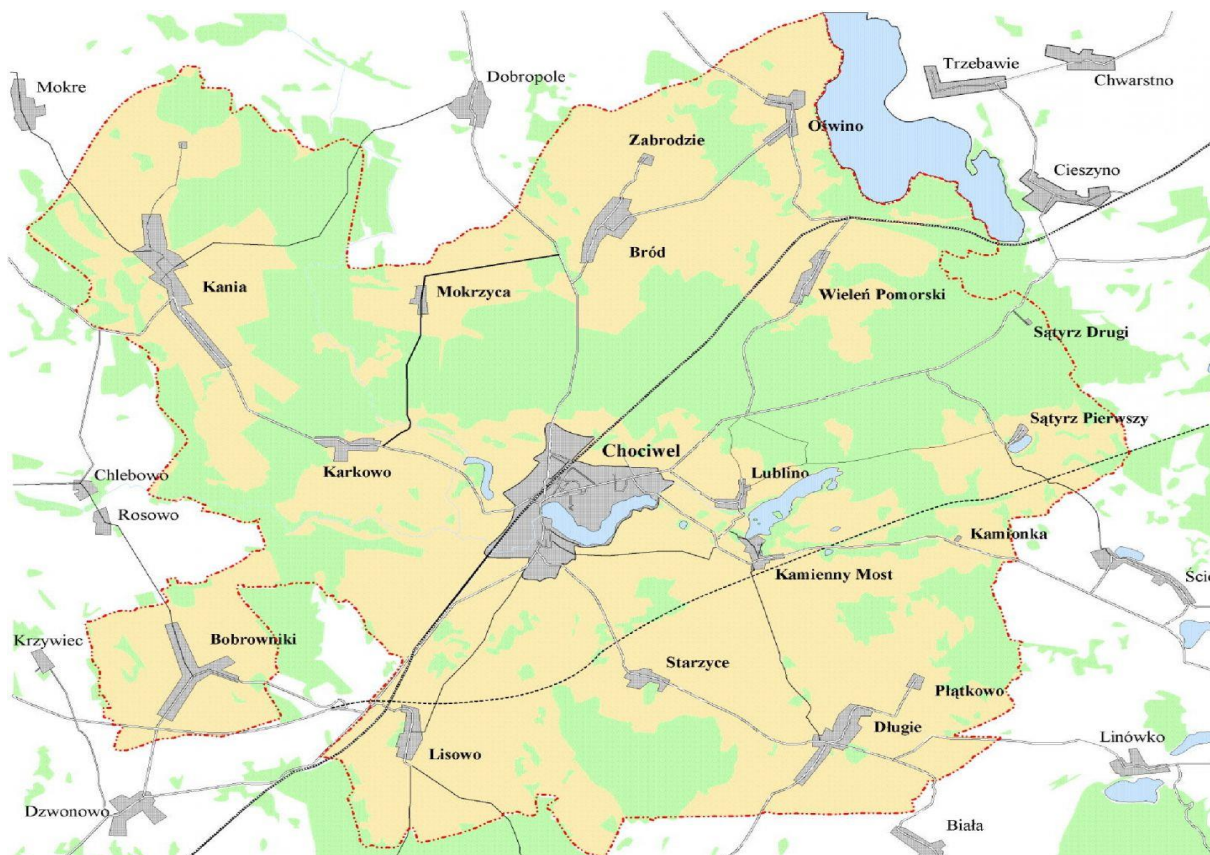 Trzebawie
Chwarstno
Dobropole
Mokre
Oświno
Zabrodzie
Cieszyno
Bród
Kania
Mokrzyca
Wieleń Pomorski
Sątyrz Drugi
Sątyrz Pierwszy
Chociwel
Karkowo
Lublino
Chlebowo
Rosowo
Kamionka
Kamienny Most
Ście
Krzywiec
Bobrowniki
Starzyce
Płątkowo
Długie
Lisowo
Linówko
Dzwonowo
Biała